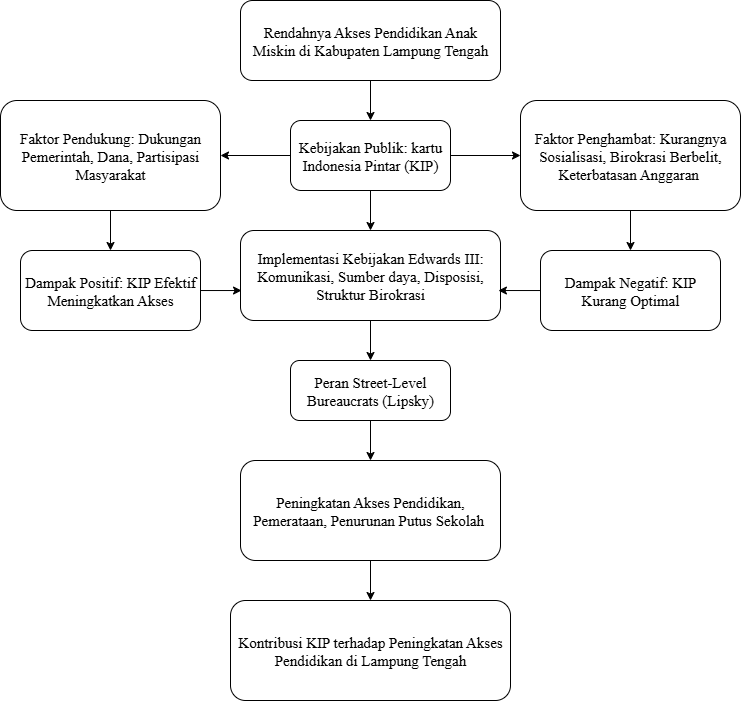 Rendahnya Akses Pendidikan Anak
Miskin di Kabupaten Lampung Tengah
Faktor Pendukung: Dukungan
Pemerintah, Dana, Partisipasi
Masyarakat
Kebijakan Publik: kartu
Indonesia Pintar (KIP)
Faktor Penghambat: Kurangnya
Sosialisasi, Birokrasi Berbelit,
Keterbatasan Anggaran
Dampak Positif: KIP Efektif
Meningkatkan Akses
Implementasi Kebijakan Edwards III:
Komunikasi, Sumber daya, Disposisi,
Struktur Birokrasi
Dampak Negatif: KIP
Kurang Optimal
Peran Street-Level
Bureaucrats (Lipsky)
Peningkatan Akses Pendidikan,
Pemerataan, Penurunan Putus Sekolah
Kontribusi KIP terhadap Peningkatan Akses
Pendidikan di Lampung Tengah